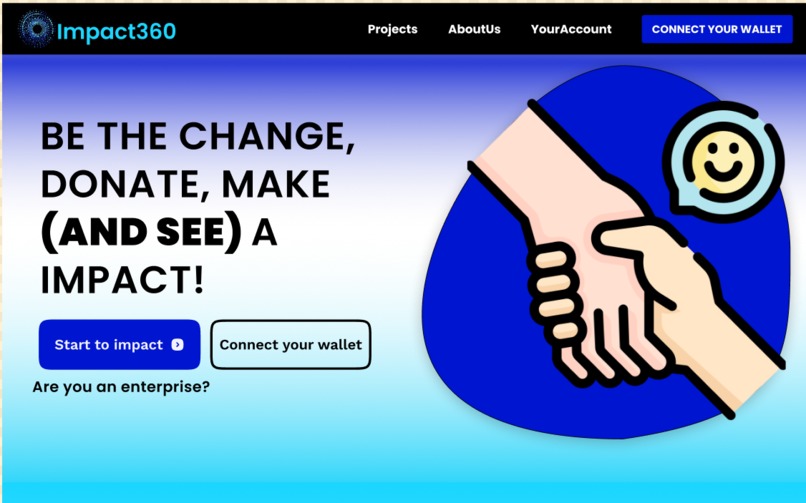 Impact360
Projects AboutUs YourAccount CONNECT YOUR WALLET
BE THE CHANGE,
DONATE, MAKE
(AND SEE) A
IMPACT!
Start to impact
Connect your wallet
Are you an enterprise?